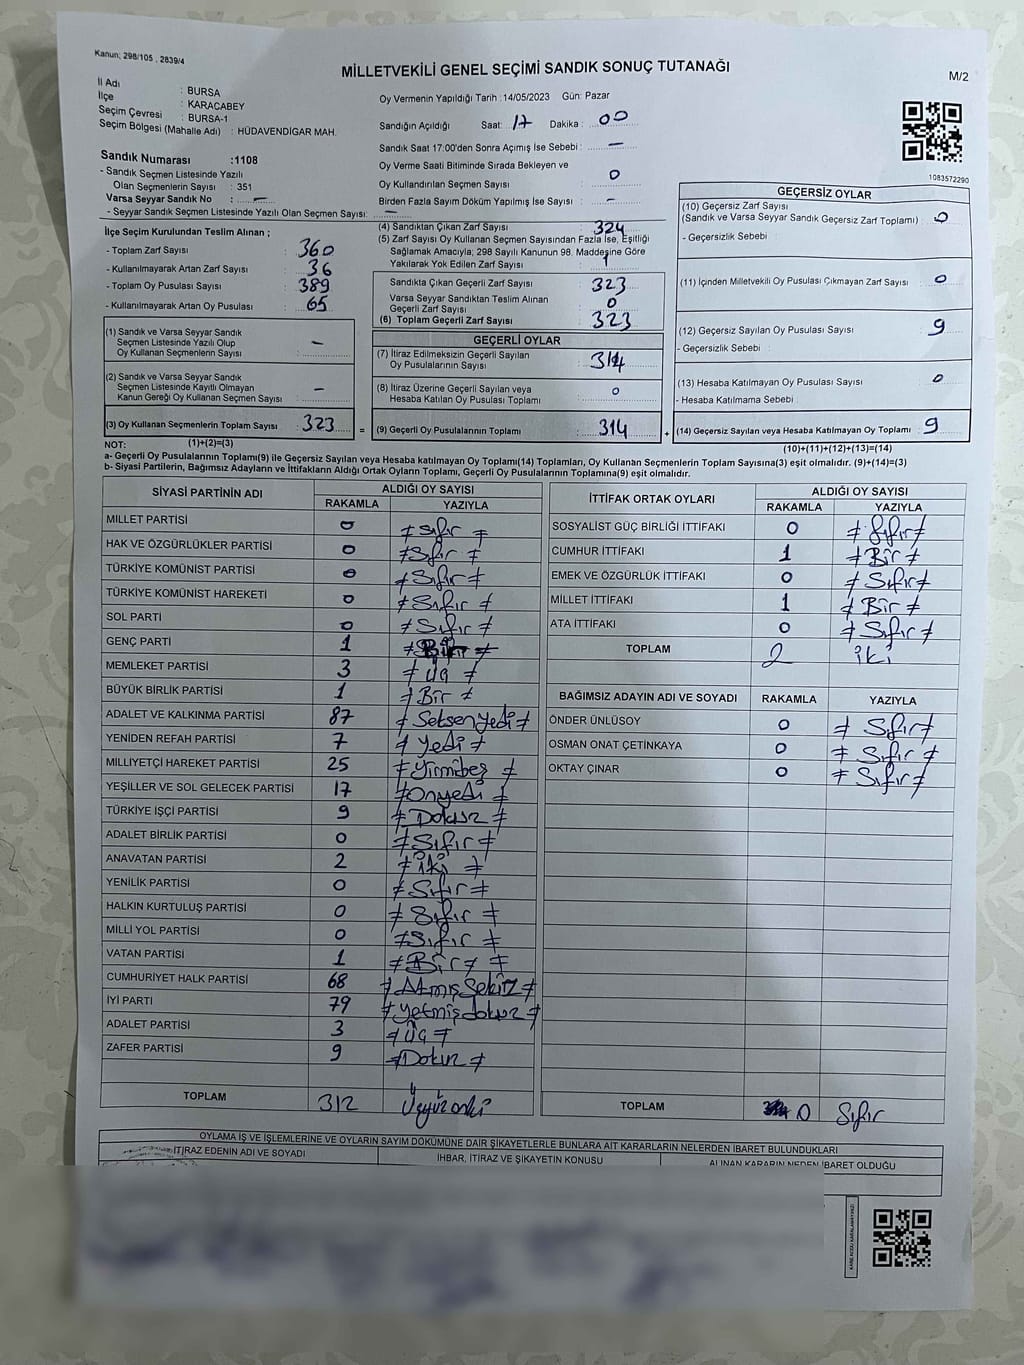 Kanun; 298/105 , 2839/4
MİLLETVEKİLİ GENEL SEÇİMİ SANDIK SONUÇ TUTANAĞI
M/2
İl Adı : BURSA
İlçe : KARACABEY
Seçim Çevresi : BURSA-1
Seçim Bölgesi (Mahalle Adı) : HÜDAVENDİGAR MAH.
Sandık Numarası :1108
- Sandık Seçmen Listesinde Yazılı
Olan Seçmenlerin Sayısı : 351
Varsa Seyyar Sandık No : —
- Seyyar Sandık Seçmen Listesinde Yazılı Olan Seçmen Sayısı: —
Oy Vermenin Yapıldığı Tarih :14/05/2023 Gün: Pazar
Sandığın Açıldığı Saat: 17 Dakika : 00
Sandık Saat 17:00'den Sonra Açımış İse Sebebi : —
Oy Verme Saati Bitiminde Sırada Bekleyen ve
Oy Kullandırılan Seçmen Sayısı : 0
Birden Fazla Sayım Döküm Yapılmış İse Sayısı : —
1083572290
İlçe Seçim Kurulundan Teslim Alınan ;
- Toplam Zarf Sayısı : 360
- Kullanılmayarak Artan Zarf Sayısı : 36
- Toplam Oy Pusulası Sayısı : 389
- Kullanılmayarak Artan Oy Pusulası : 65
(1) Sandık ve Varsa Seyyar Sandık
Seçmen Listesinde Yazılı Olup
Oy Kullanan Seçmenlerin Sayısı : —
(2) Sandık ve Varsa Seyyar Sandık
Seçmen Listesinde Kayıtlı Olmayan
Kanun Gereği Oy Kullanan Seçmen Sayısı : —
(3) Oy Kullanan Seçmenlerin Toplam Sayısı : 323 =
(4) Sandıktan Çıkan Zarf Sayısı : 324
(5) Zarf Sayısı Oy Kullanan Seçmen Sayısından Fazla İse, Eşitliği
Sağlamak Amacıyla; 298 Sayılı Kanunun 98. Maddesine Göre
Yakılarak Yok Edilen Zarf Sayısı : 1
Sandıkta Çıkan Geçerli Zarf Sayısı : 323
Varsa Seyyar Sandıktan Teslim Alınan
Geçerli Zarf Sayısı : 0
(6) Toplam Geçerli Zarf Sayısı : 323
GEÇERLİ OYLAR
(7) İtiraz Edilmeksizin Geçerli Sayılan
Oy Pusulalarının Sayısı : 314
(8) İtiraz Üzerine Geçerli Sayılan veya
Hesaba Katılan Oy Pusulası Toplamı : 0
(9) Geçerli Oy Pusulalarının Toplamı : 314 +
GEÇERSİZ OYLAR
(10) Geçersiz Zarf Sayısı
(Sandık ve Varsa Seyyar Sandık Geçersiz Zarf Toplamı) : 0
- Geçersizlik Sebebi :
(11) İçinden Milletvekili Oy Pusulası Çıkmayan Zarf Sayısı : 0
(12) Geçersiz Sayılan Oy Pusulası Sayısı : 9
- Geçersizlik Sebebi :
(13) Hesaba Katılmayan Oy Pusulası Sayısı : 0
- Hesaba Katılmama Sebebi :
(14) Geçersiz Sayılan veya Hesaba Katılmayan Oy Toplamı : 9
NOT: (1)+(2)=(3)
(10)+(11)+(12)+(13)=(14)
a- Geçerli Oy Pusulalarının Toplamı(9) ile Geçersiz Sayılan veya Hesaba katılmayan Oy Toplamı(14) Toplamları, Oy Kullanan Seçmenlerin Toplam Sayısına(3) eşit olmalıdır. (9)+(14)=(3)
b- Siyasi Partilerin, Bağımsız Adayların ve İttifakların Aldığı Ortak Oyların Toplamı, Geçerli Oy Pusulalarının Toplamına(9) eşit olmalıdır.
SİYASİ PARTİNİN ADI ALDIĞI OY SAYISI
RAKAMLA YAZIYLA
MİLLET PARTİSİ 0 ≠ Sıfır ≠
HAK VE ÖZGÜRLÜKLER PARTİSİ 0 ≠ Sıfır ≠
TÜRKİYE KOMÜNİST PARTİSİ 0 ≠ Sıfır ≠
TÜRKİYE KOMÜNİST HAREKETİ 0 ≠ Sıfır ≠
SOL PARTİ 0 ≠ Sıfır ≠
GENÇ PARTİ 1 ≠ Bir ≠
MEMLEKET PARTİSİ 3 ≠ Üç ≠
BÜYÜK BİRLİK PARTİSİ 1 ≠ Bir ≠
ADALET VE KALKINMA PARTİSİ 87 ≠ Seksenyedi ≠
YENİDEN REFAH PARTİSİ 7 ≠ Yedi ≠
MİLLİYETÇİ HAREKET PARTİSİ 25 ≠ Yirmibeş ≠
YEŞİLLER VE SOL GELECEK PARTİSİ 17 ≠ Onyedi ≠
TÜRKİYE İŞÇİ PARTİSİ 9 ≠ Dokuz ≠
ADALET BİRLİK PARTİSİ 0 ≠ Sıfır ≠
ANAVATAN PARTİSİ 2 ≠ İki ≠
YENİLİK PARTİSİ 0 ≠ Sıfır ≠
HALKIN KURTULUŞ PARTİSİ 0 ≠ Sıfır ≠
MİLLİ YOL PARTİSİ 0 ≠ Sıfır ≠
VATAN PARTİSİ 1 ≠ Bir ≠ ≠
CUMHURİYET HALK PARTİSİ 68 ≠ Atmış Sekiz ≠
İYİ PARTİ 79 ≠ Yetmişdokuz ≠
ADALET PARTİSİ 3 ≠ Üç ≠
ZAFER PARTİSİ 9 ≠ Dokuz ≠
TOPLAM 312 Üçyüz oniki
İTTİFAK ORTAK OYLARI ALDIĞI OY SAYISI
RAKAMLA YAZIYLA
SOSYALİST GÜÇ BİRLİĞİ İTTİFAKI 0 ≠ Sıfır ≠
CUMHUR İTTİFAKI 1 ≠ Bir ≠
EMEK VE ÖZGÜRLÜK İTTİFAKI 0 ≠ Sıfır ≠
MİLLET İTTİFAKI 1 ≠ Bir ≠
ATA İTTİFAKI 0 ≠ Sıfır ≠
TOPLAM 2 iki
BAĞIMSIZ ADAYIN ADI VE SOYADI RAKAMLA YAZIYLA
ÖNDER ÜNLÜSOY 0 ≠ Sıfır ≠
OSMAN ONAT ÇETİNKAYA 0 ≠ Sıfır ≠
OKTAY ÇINAR 0 ≠ Sıfır ≠
TOPLAM 0 Sıfır
OYLAMA İŞ VE İŞLEMLERİNE VE OYLARIN SAYIM DÖKÜMÜNE DAİR ŞİKAYETLERLE BUNLARA AİT KARARLARIN NELERDEN İBARET BULUNDUKLARI
İTİRAZ EDENİN ADI VE SOYADI İHBAR, İTİRAZ VE ŞİKAYETİN KONUSU ALINAN KARARIN NEDEN İBARET OLDUĞU